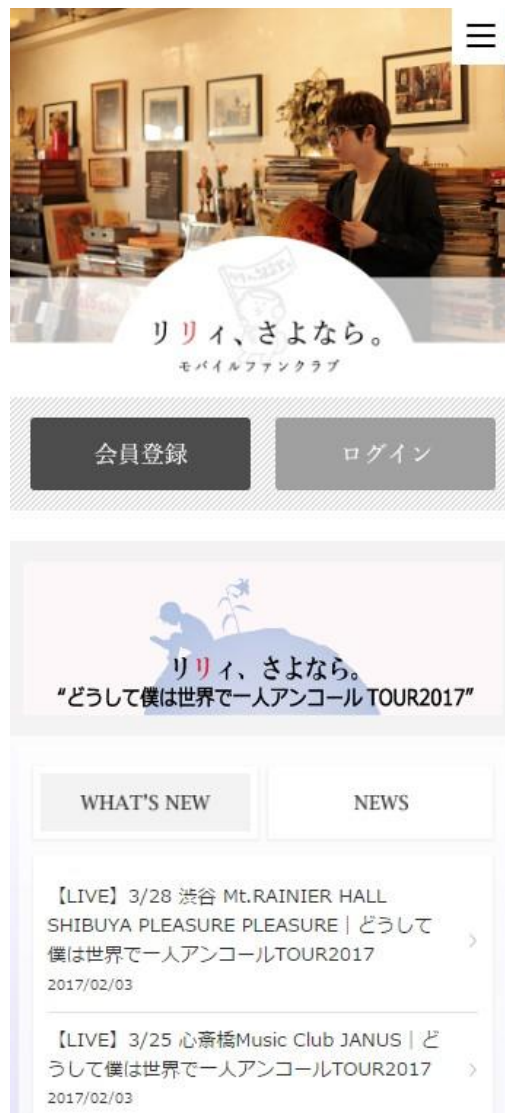 リリィ、さよなら。
モバイルファンクラブ
会員登録
ログイン
リリィ、さよなら。
“どうして僕は世界で一人アンコール TOUR2017”
WHAT'S NEW
NEWS
【LIVE】3/28 渋谷 Mt.RAINIER HALL
SHIBUYA PLEASURE PLEASURE｜どうして
僕は世界で一人アンコールTOUR2017
2017/02/03
【LIVE】3/25 心斎橋Music Club JANUS｜ど
うして僕は世界で一人アンコールTOUR2017
2017/02/03